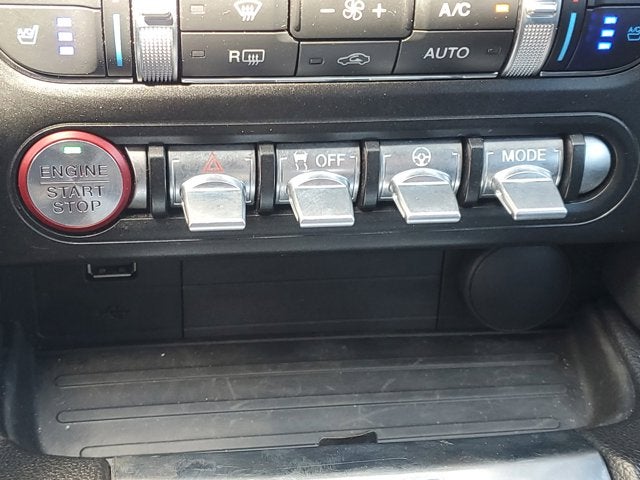 A/C
R
AUTO
A/C
ENGINE
START
STOP
OFF
MODE